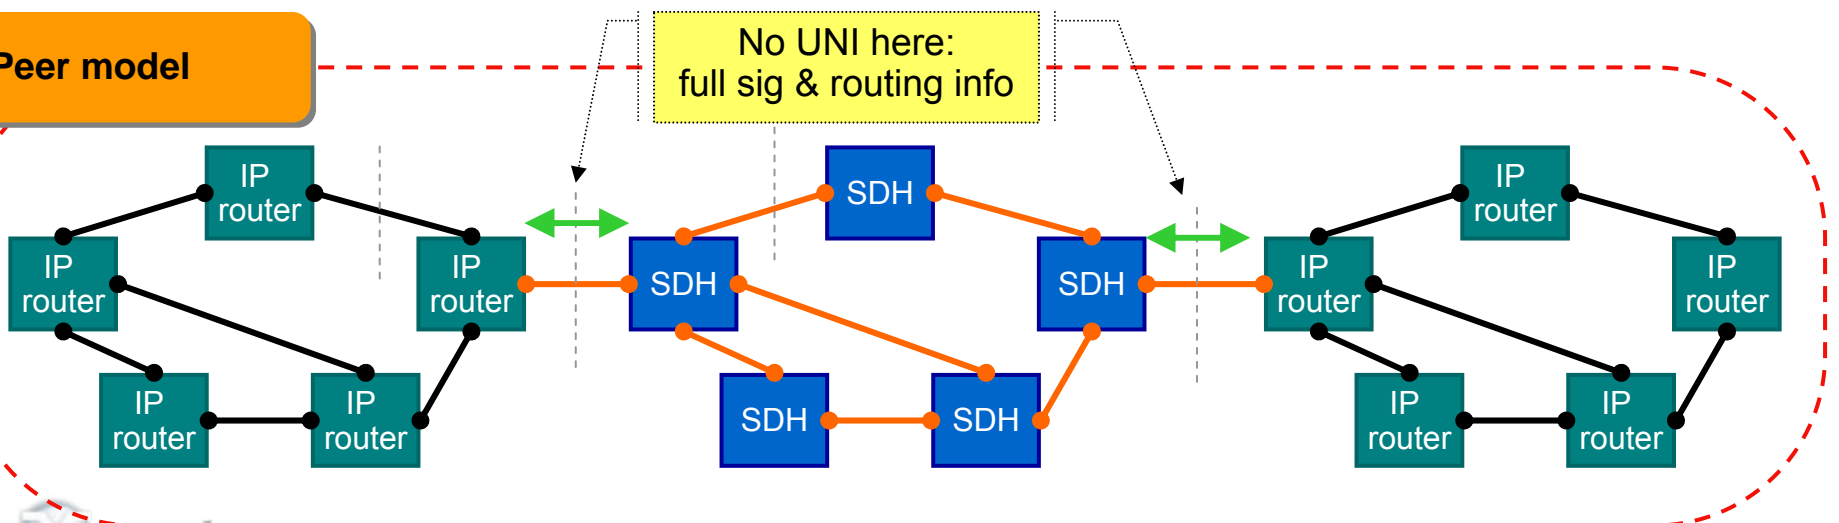 Peer model
No UNI here:
full sig & routing info
IP
router
IP
router
IP
router
IP
router
IP
router
SDH
SDH
SDH
SDH
SDH
IP
router
IP
router
IP
router
IP
router
IP
router